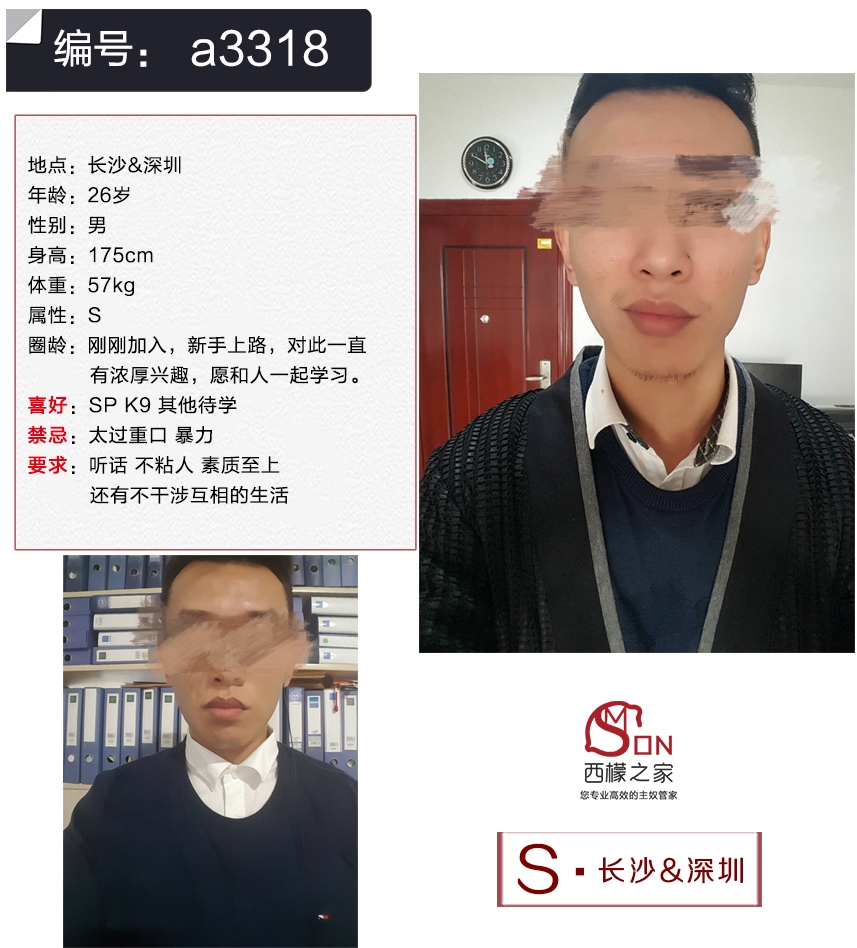 编号： a3318
地点：长沙&深圳
年龄：26岁
性别：男
身高：175cm
体重：57kg
属性：S
圈龄：刚刚加入，新手上路，对此一直
有浓厚兴趣，愿和人一起学习。
喜好：SP K9 其他待学
禁忌：太过重口 暴力
要求：听话 不粘人 素质至上
还有不干涉互相的生活
SMON
西檬之家
您专业高效的主奴管家
S·长沙&深圳